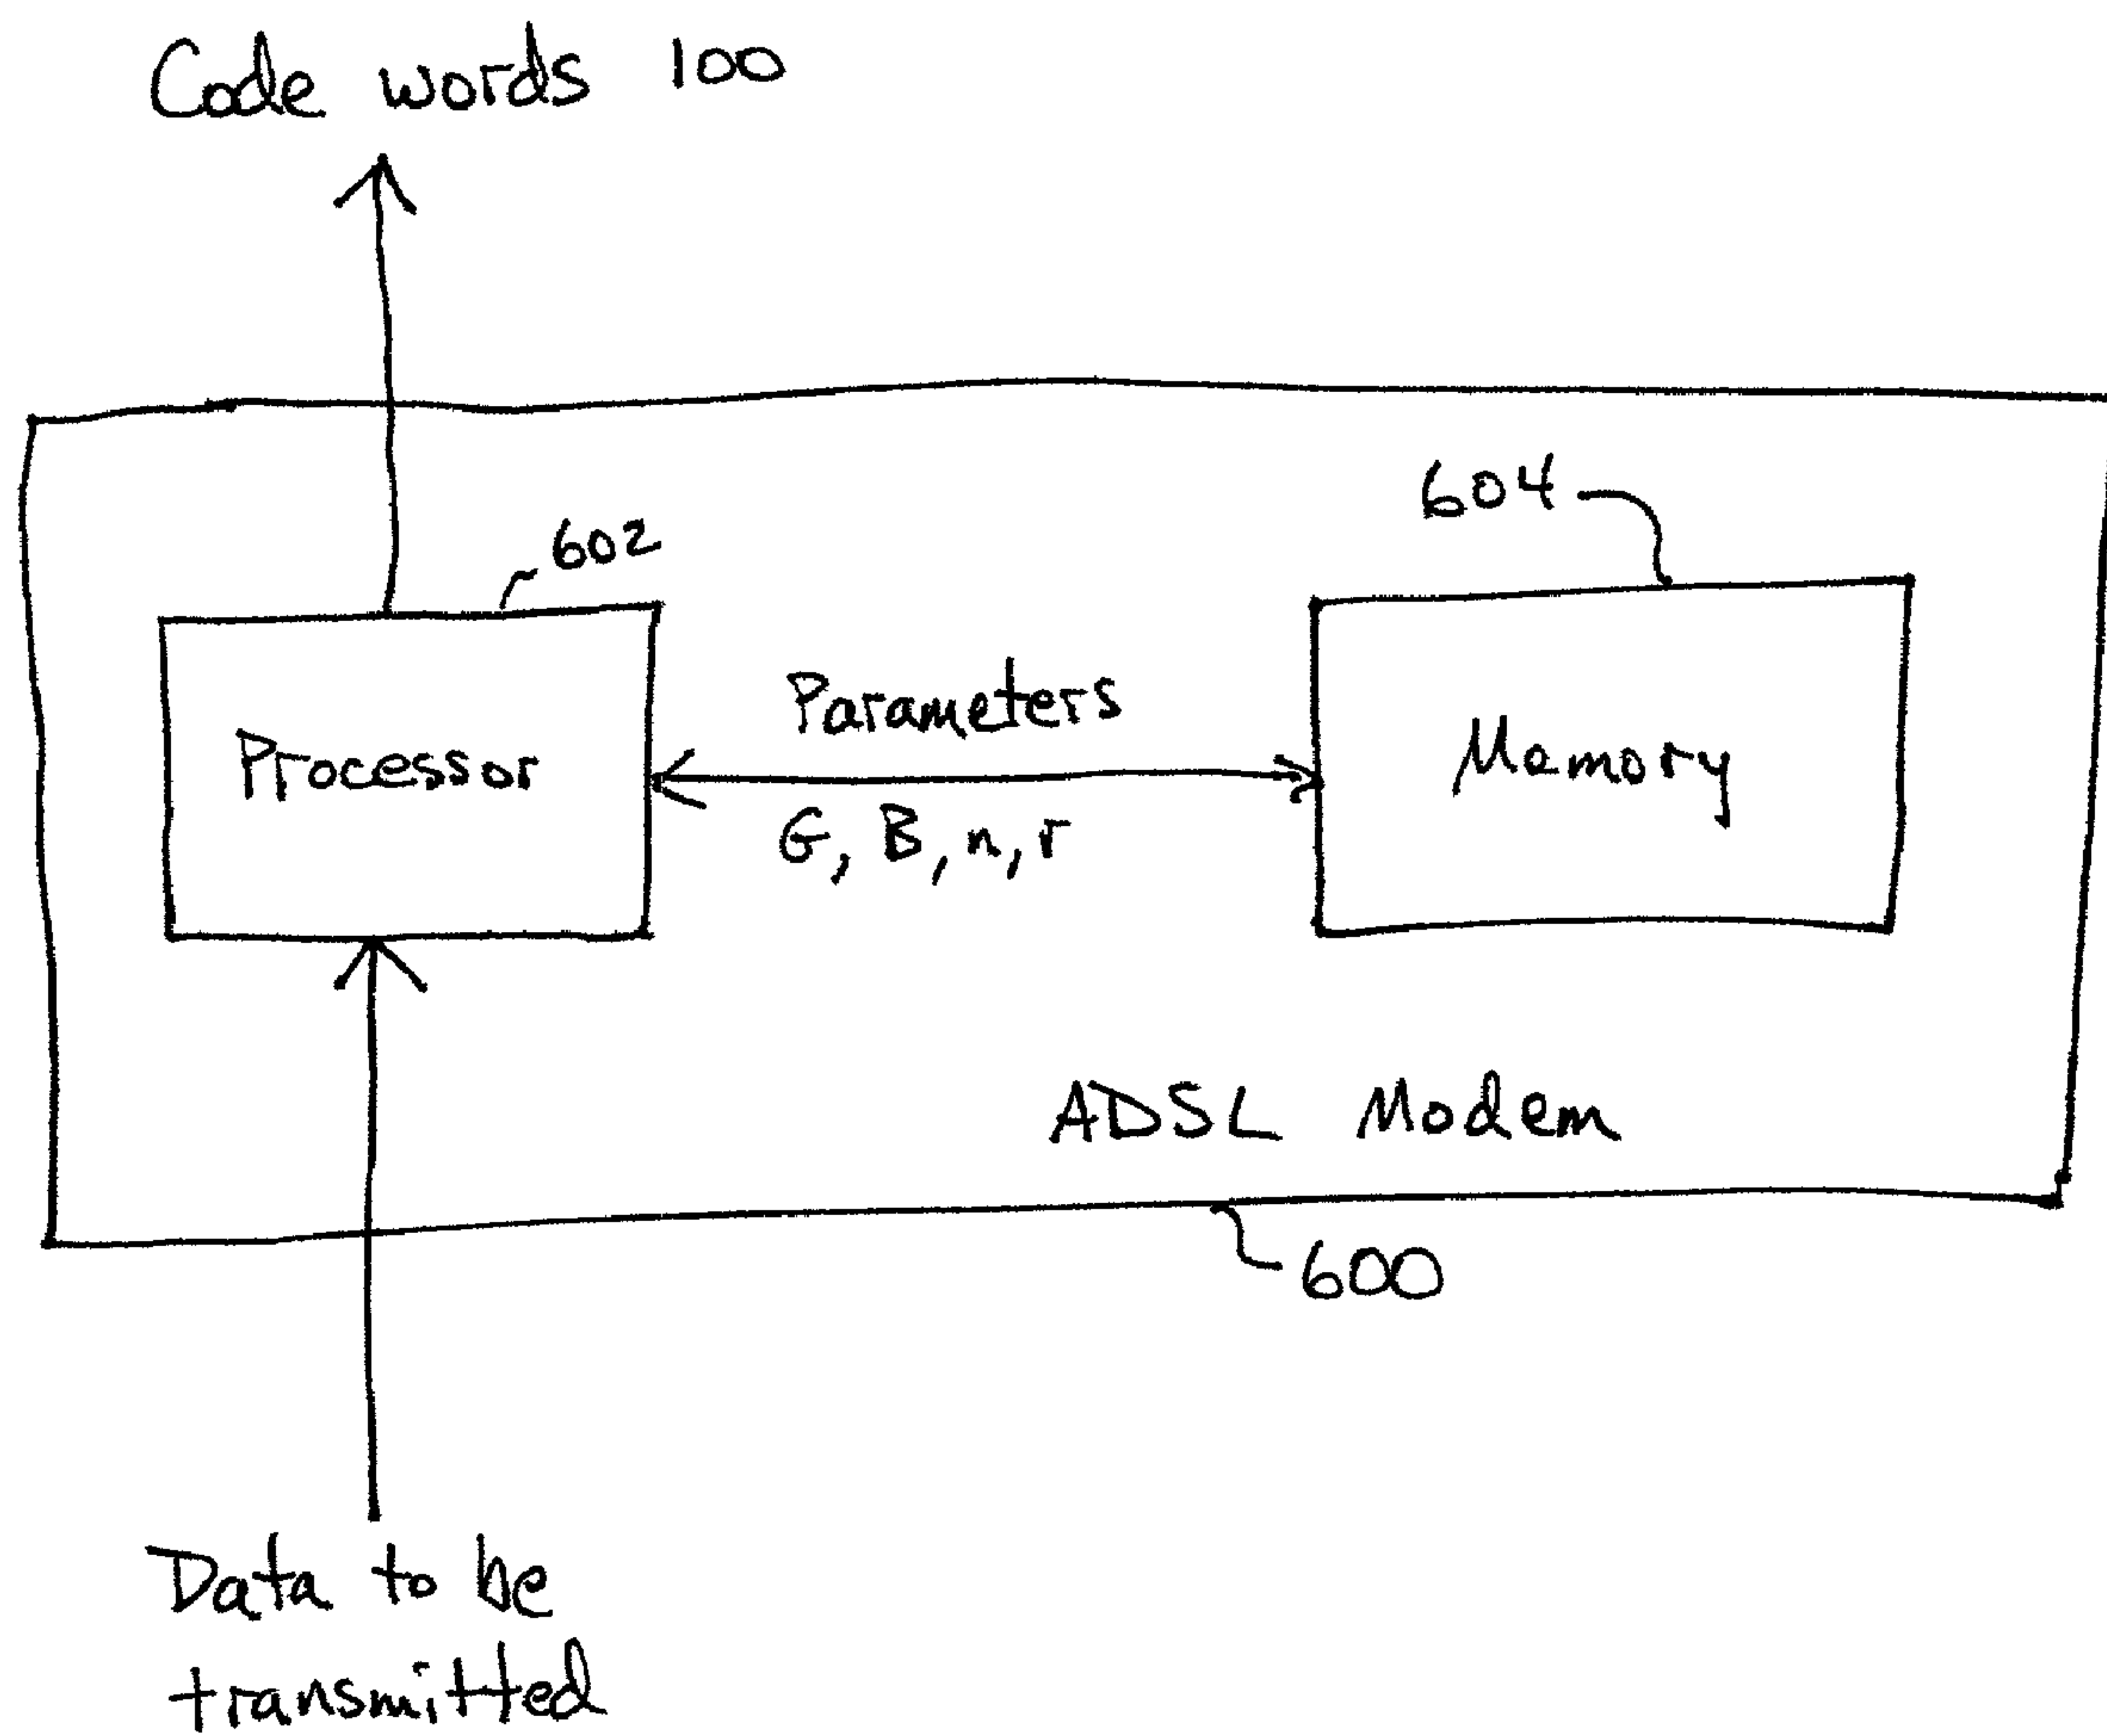 Code words 100
604
602
Parameters
Processor
Memory
G, B, n, r
ADSL Modem
600
Data to be
transmitted